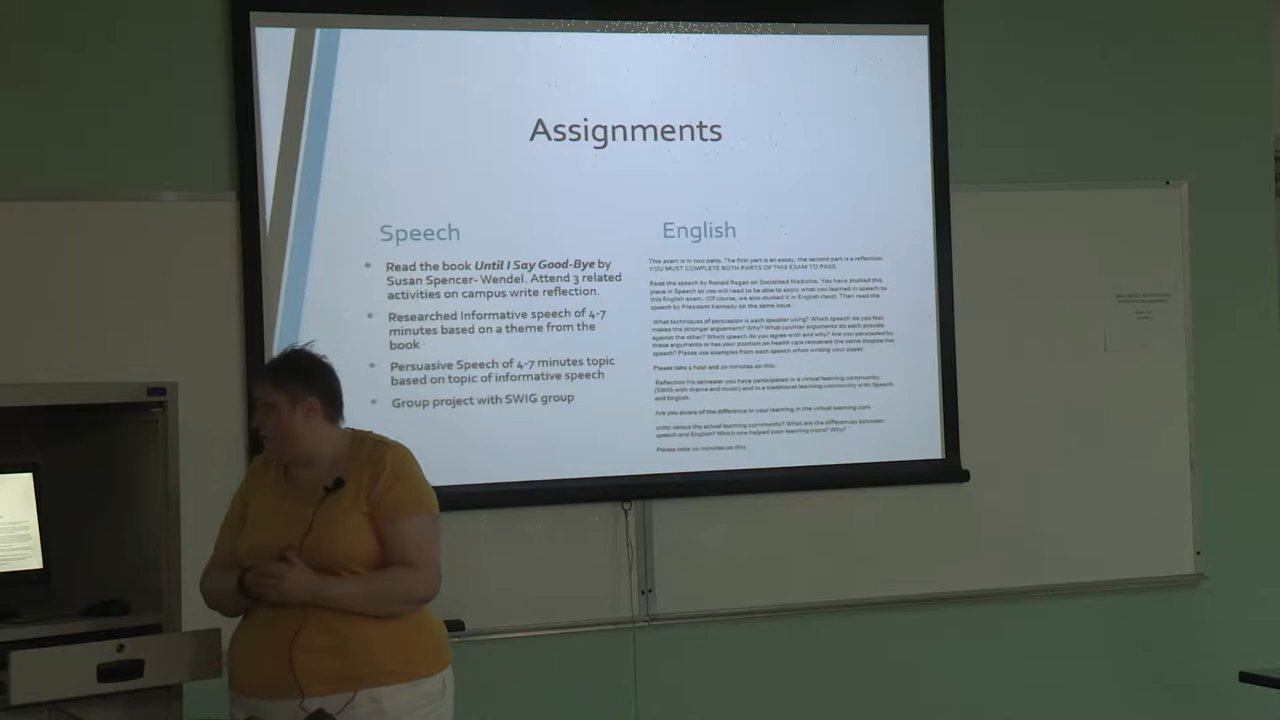 Assignments
Speech
Read the book Until I Say Good-Bye by
Susan Spencer- Wendel. Attend 3 related
activities on campus write reflection.
Researched Informative speech of 4-7
minutes based on a theme from the
book
Persuasive Speech of 4-7 minutes topic
based on topic of informative speech
Group project with SWIG group
English
This exam is in two parts. The first part is an essay, the second part is a reflection.
YOU MUST COMPLETE BOTH PARTS OF THIS EXAM TO PASS.
Read the speech by Ronald Regan on Socialized Medicine. You have studied this
piece in Speech so you will need to be able to apply what you learned in speech to
this English exam. (Of course, we also studied it in English class). Then read the
speech by President Kennedy on the same issue.
What techniques of persuasion is each speaker using? Which speech do you feel
makes the stronger argument? Why? What counter arguments do each provide
against the other? Which speech do you agree with and why? Are you persuaded by
these arguments or has your position on health care remained the same despite the
speech? Please use examples from each speech when writing your paper.
Please take 1 hour and 20 minutes on this.
Reflection his semester you have participated in a virtual learning community
(SWIG with drama and music) and in a traditional learning community with Speech
and English.
Are you aware of the difference in your learning in the virtual learning com
unity versus the actual learning community? What are the differences between
speech and English? Which one helped your learning more? Why?
Please take 20 minutes on this